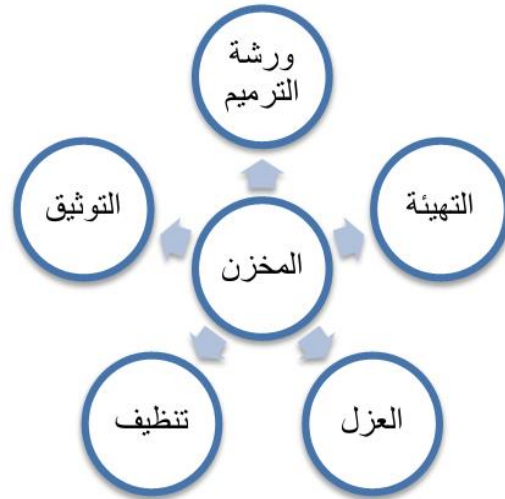 ورشة
الترميم
التهيئة
التوثيق
المخزن
العزل
تنظيف